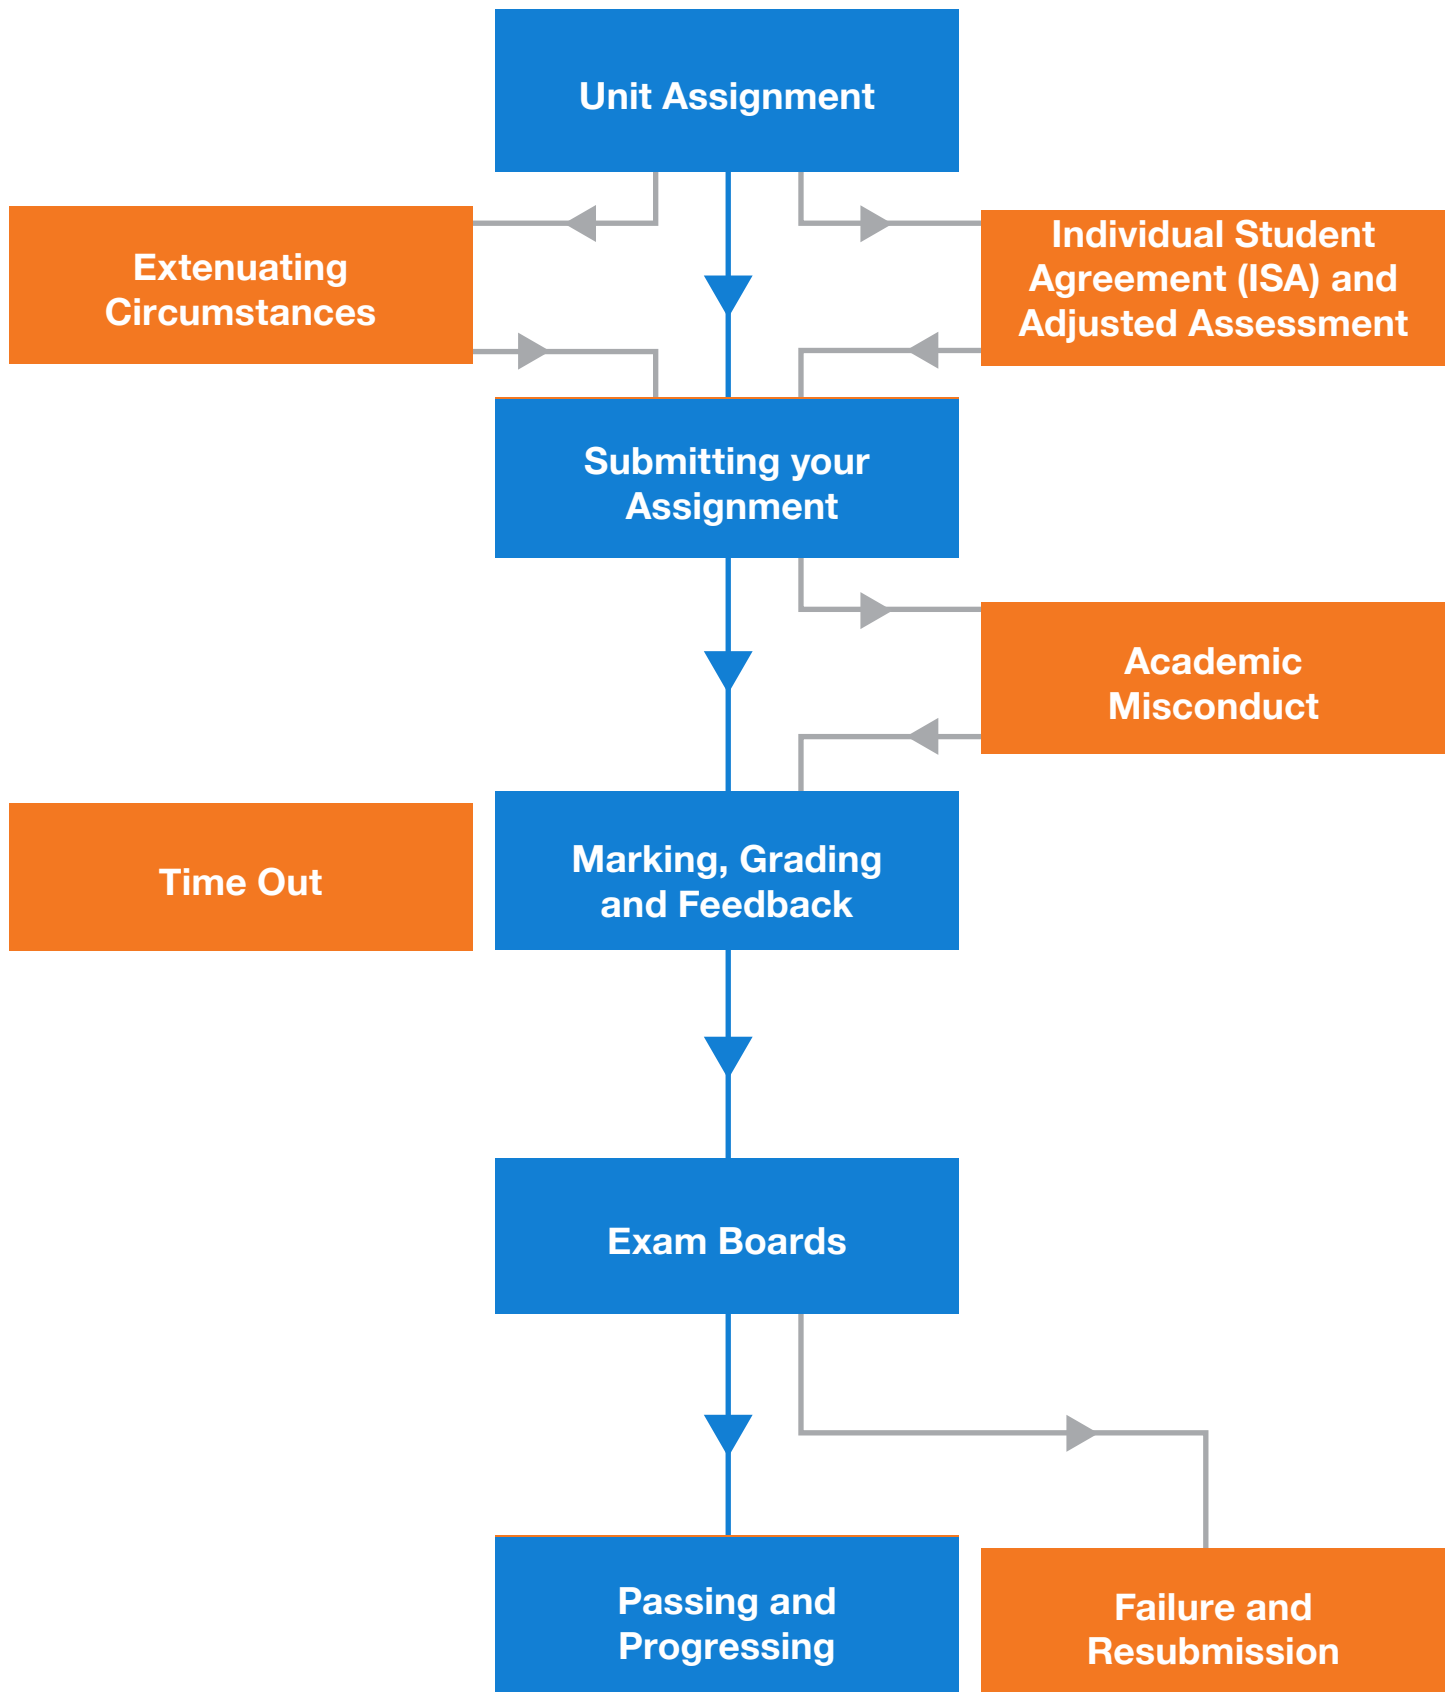 Unit Assignment
Extenuating
Circumstances
Individual Student
Agreement (ISA) and
Adjusted Assessment
Submitting your
Assignment
Academic
Misconduct
Time Out
Marking, Grading
and Feedback
Exam Boards
Passing and
Progressing
Failure and
Resubmission